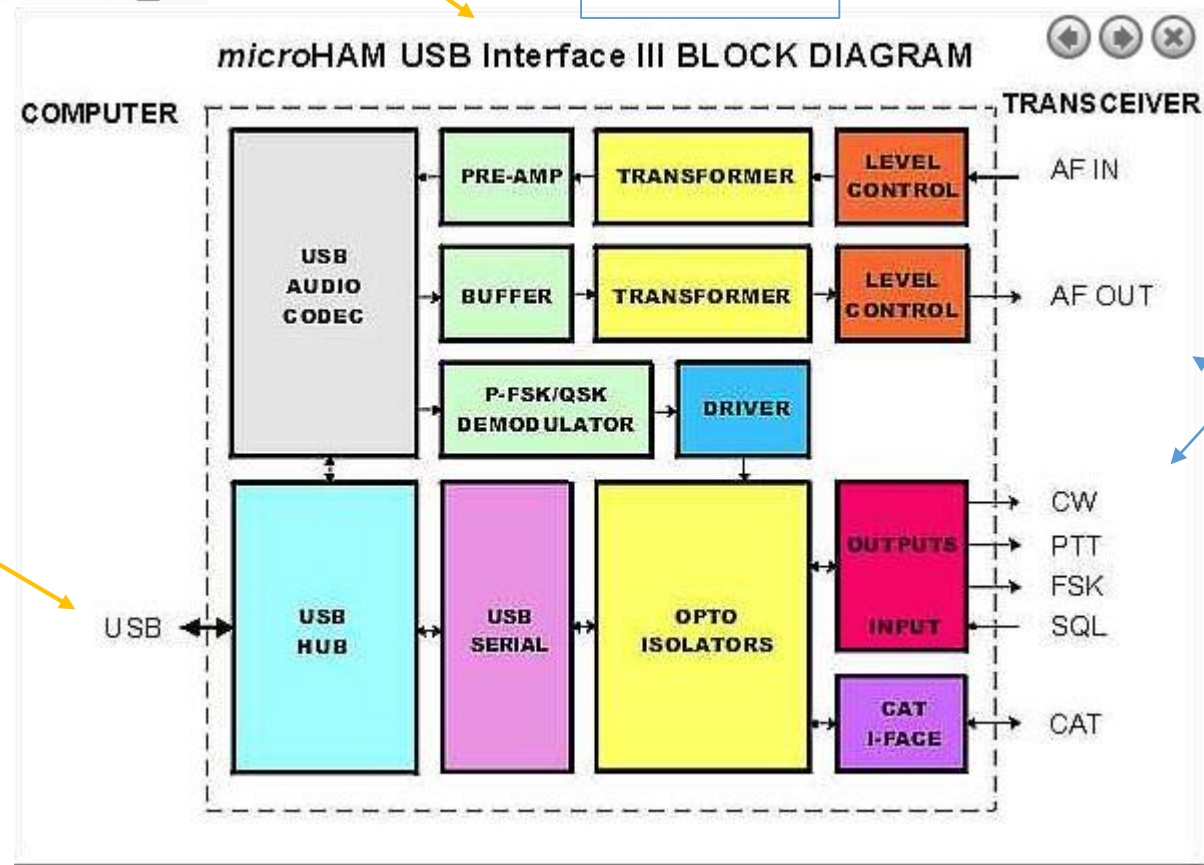 microHAM USB Interface III BLOCK DIAGRAM
COMPUTER
TRANSCEIVER
PRE-AMP
TRANSFORMER
LEVEL
CONTROL
AF IN
USB
AUDIO
CODEC
BUFFER
TRANSFORMER
LEVEL
CONTROL
AF OUT
P-FSK/QSK
DEMODULATOR
DRIVER
USB
USB
HUB
USB
SERIAL
OPTO
ISOLATORS
OUTPUTS
INPUT
CW
PTT
FSK
SQL
CAT
I-FACE
CAT